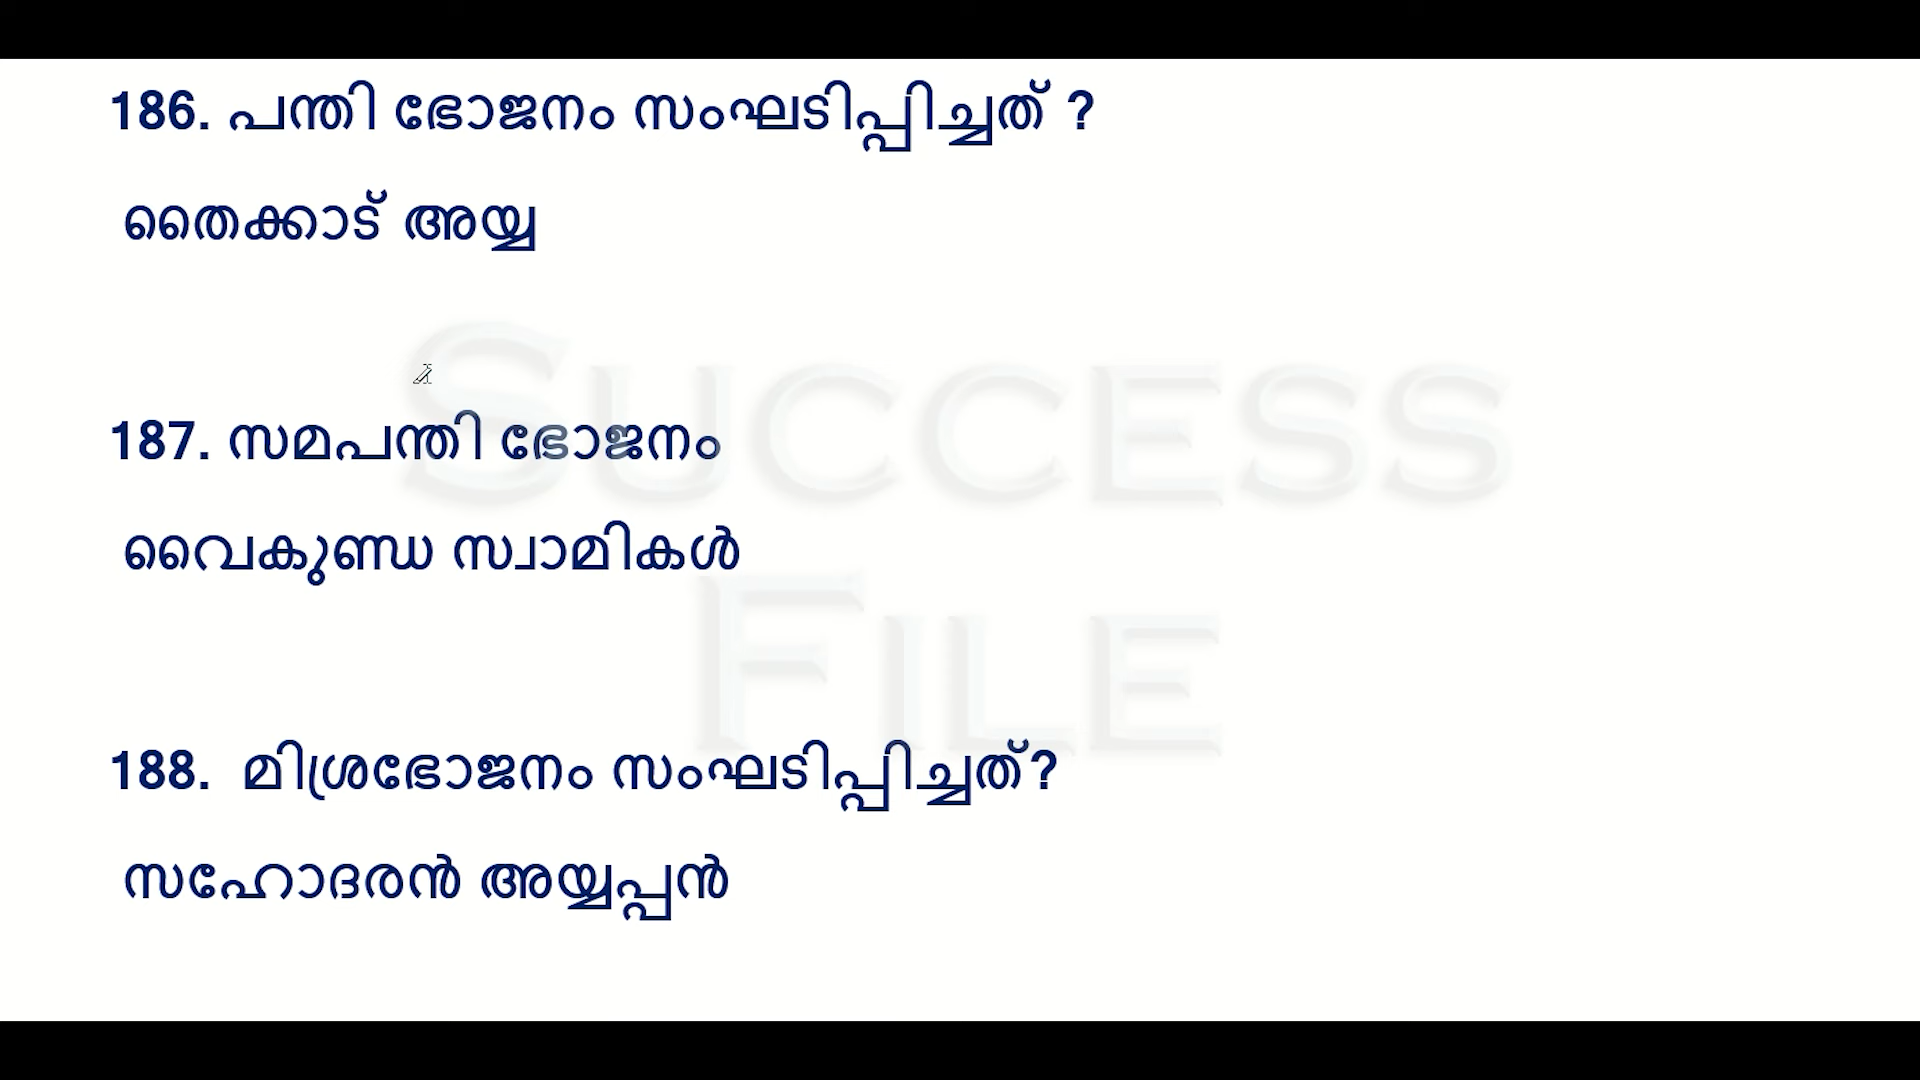 186. പന്തി ഭോജനം സംഘടിപ്പിച്ചത് ?
തൈക്കാട് അയ്യ
187. സമപന്തി ഭോജനം
വൈകുണ്ഡ സ്വാമികൾ
188. മിശ്രഭോജനം സംഘടിപ്പിച്ചത്?
സഹോദരൻ അയ്യപ്പൻ
SUCCESS
FILE